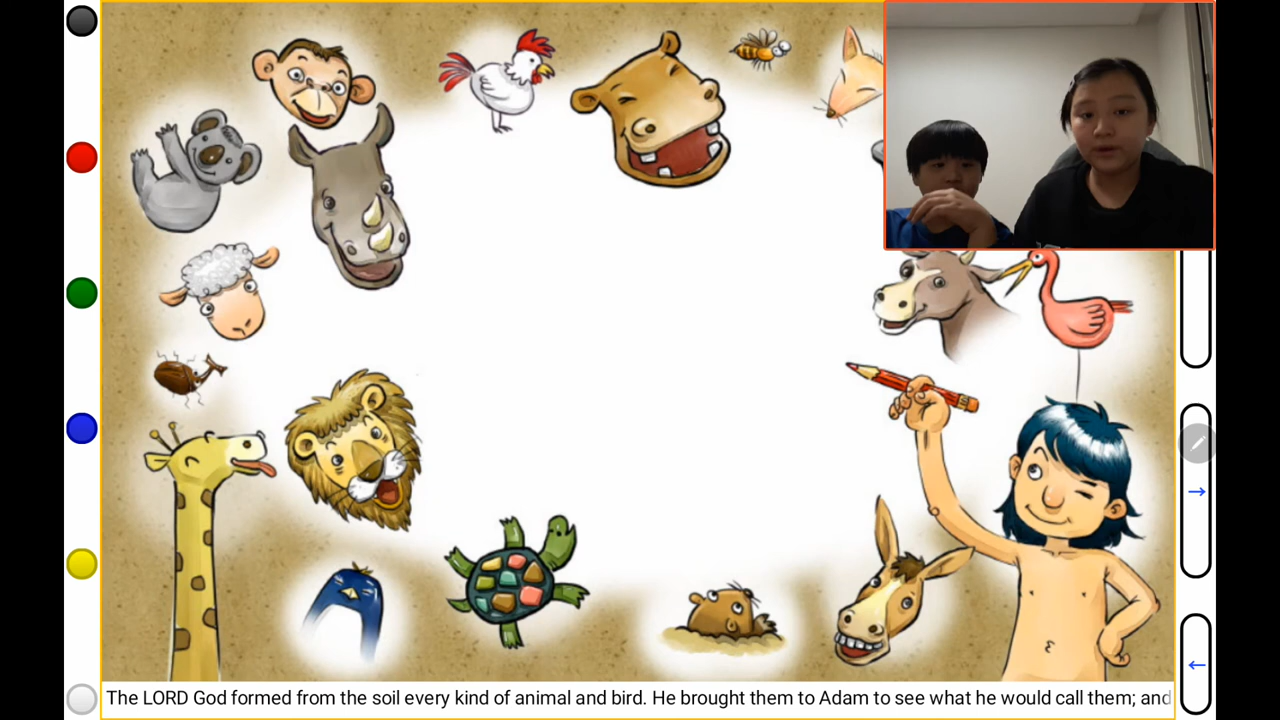 The LORD God formed from the soil every kind of animal and bird. He brought them to Adam to see what he would call them; and